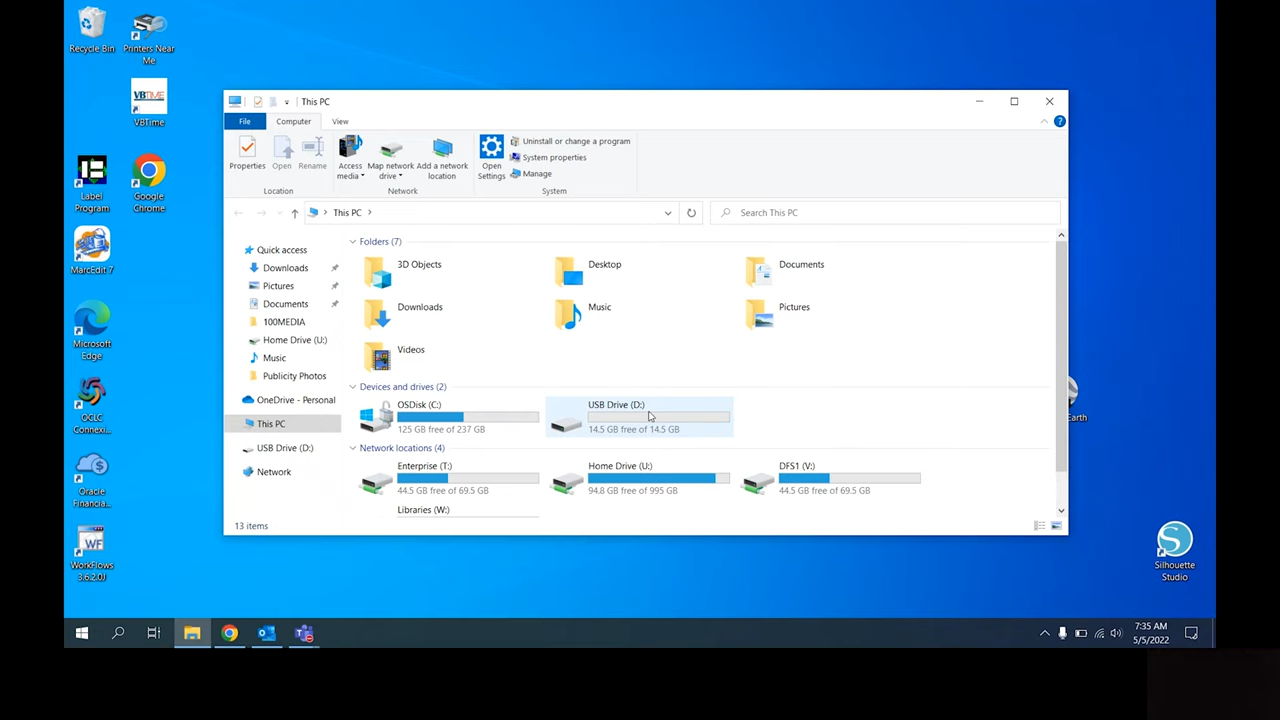 Recycle Bin
Printers Near
Me
VBTIME
VBTime
Label
Program
Google
Chrome
MarcEdit 7
Microsoft
Edge
OCLC
Connexi...
Oracle
Financia...
WF
WorkFlows
3.6.2.0J
This PC
File
Computer
View
Properties
Open
Rename
Location
Access
media
Map network
drive
Add a network
location
Network
Open
Settings
Uninstall or change a program
System properties
Manage
System
This PC
Search This PC
Quick access
Downloads
Pictures
Documents
100MEDIA
Home Drive (U:)
Music
Publicity Photos
OneDrive - Personal
This PC
USB Drive (D:)
Network
Folders (7)
3D Objects
Desktop
Documents
Downloads
Music
Pictures
Videos
Devices and drives (2)
OSDisk (C:)
125 GB free of 237 GB
USB Drive (D:)
14.5 GB free of 14.5 GB
Network locations (4)
Enterprise (T:)
44.5 GB free of 69.5 GB
Home Drive (U:)
94.8 GB free of 995 GB
DFS1 (V:)
44.5 GB free of 69.5 GB
Libraries (W:)
13 items
Earth
S
Silhouette
Studio
7:35 AM
5/5/2022